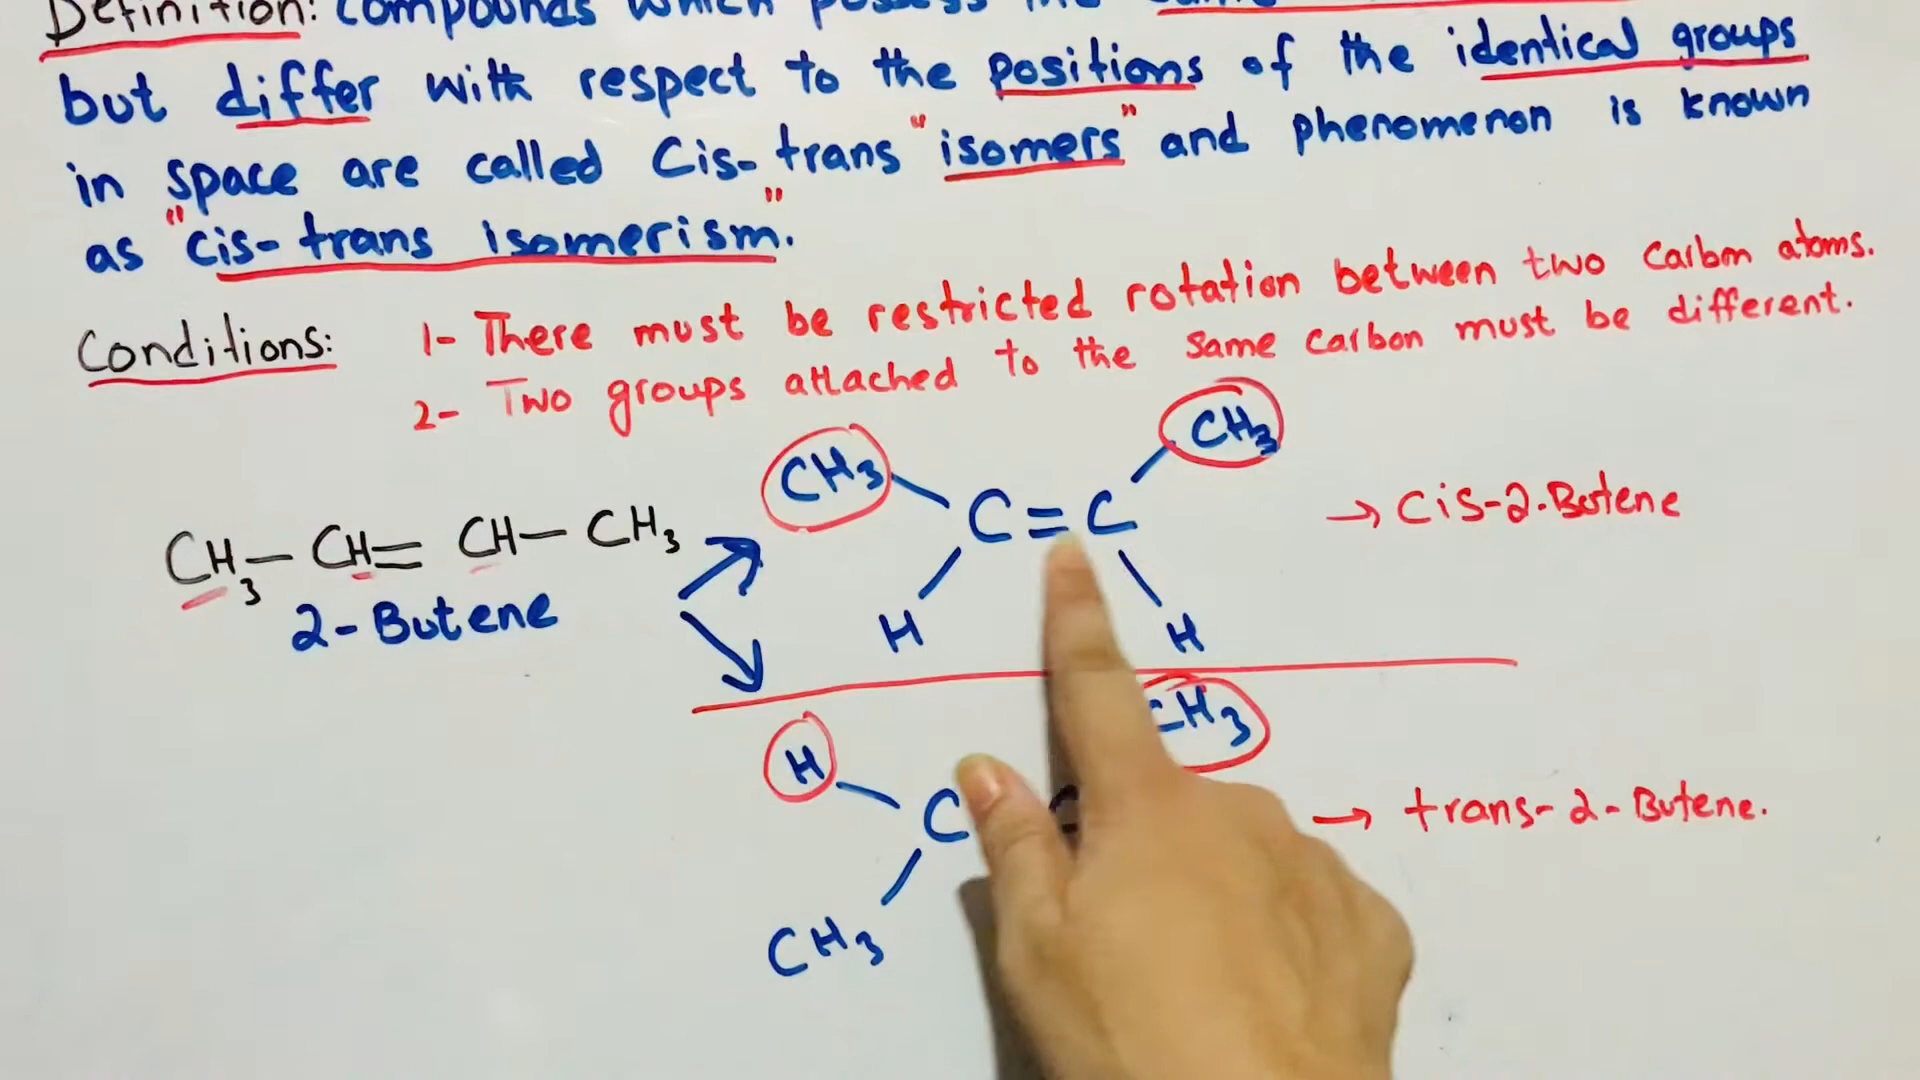 Definition: Compounds which possess the same
but differ with respect to the positions of the identical groups
in space are called Cis-trans "isomers" and phenomenon is known
as "cis-trans isomerism."
Conditions: 1- There must be restricted rotation between two carbon atoms.
2- Two groups attached to the same carbon must be different.
CH3 CH3
C=C
H H
→ Cis-2-Butene
CH3-CH=CH-CH3
2-Butene
H CH3
C
CH3
→ trans-2-Butene.